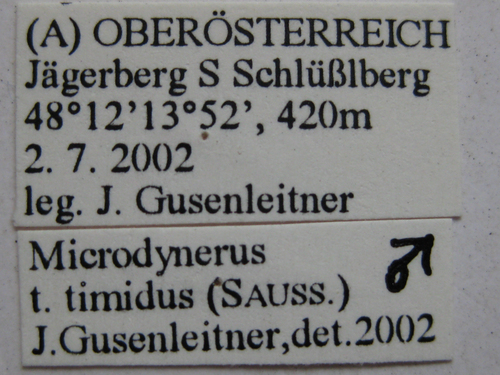 (A) OBERÖSTERREICH
Jägerberg S Schlüßlberg
48°12’13°52’, 420m
2. 7. 2002
leg. J. Gusenleitner
Microdynerus ♂
t. timidus (SAUSS.)
J.Gusenleitner,det.2002